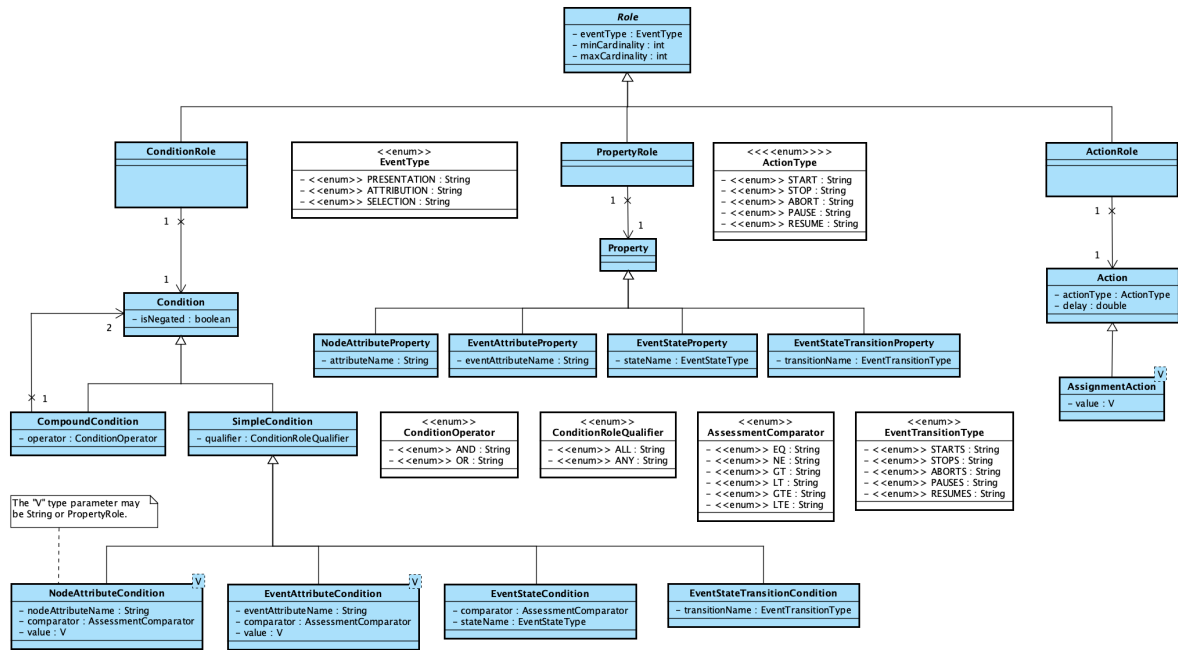 Role
- eventType : EventType
- minCardinality : int
- maxCardinality : int
ConditionRole
<<enum>>
EventType
- <<enum>> PRESENTATION : String
- <<enum>> ATTRIBUTION : String
- <<enum>> SELECTION : String
PropertyRole
<<<<enum>>>>
ActionType
- <<enum>> START : String
- <<enum>> STOP : String
- <<enum>> ABORT : String
- <<enum>> PAUSE : String
- <<enum>> RESUME : String
ActionRole
1
1
1
1
1
1
Property
Condition
- isNegated : boolean
2
1
Action
- actionType : ActionType
- delay : double
NodeAttributeProperty
- attributeName : String
EventAttributeProperty
- eventAttributeName : String
EventStateProperty
- stateName : EventStateType
EventStateTransitionProperty
- transitionName : EventTransitionType
V
AssignmentAction
- value : V
CompoundCondition
- operator : ConditionOperator
SimpleCondition
- qualifier : ConditionRoleQualifier
<<enum>>
ConditionOperator
- <<enum>> AND : String
- <<enum>> OR : String
<<enum>>
ConditionRoleQualifier
- <<enum>> ALL : String
- <<enum>> ANY : String
<<enum>>
AssessmentComparator
- <<enum>> EQ : String
- <<enum>> NE : String
- <<enum>> GT : String
- <<enum>> LT : String
- <<enum>> GTE : String
- <<enum>> LTE : String
<<enum>>
EventTransitionType
- <<enum>> STARTS : String
- <<enum>> STOPS : String
- <<enum>> ABORTS : String
- <<enum>> PAUSES : String
- <<enum>> RESUMES : String
The "V" type parameter may
be String or PropertyRole.
V
NodeAttributeCondition
- nodeAttributeName : String
- comparator : AssessmentComparator
- value : V
V
EventAttributeCondition
- eventAttributeName : String
- comparator : AssessmentComparator
- value : V
EventStateCondition
- comparator : AssessmentComparator
- stateName : EventStateType
EventStateTransitionCondition
- transitionName : EventTransitionType